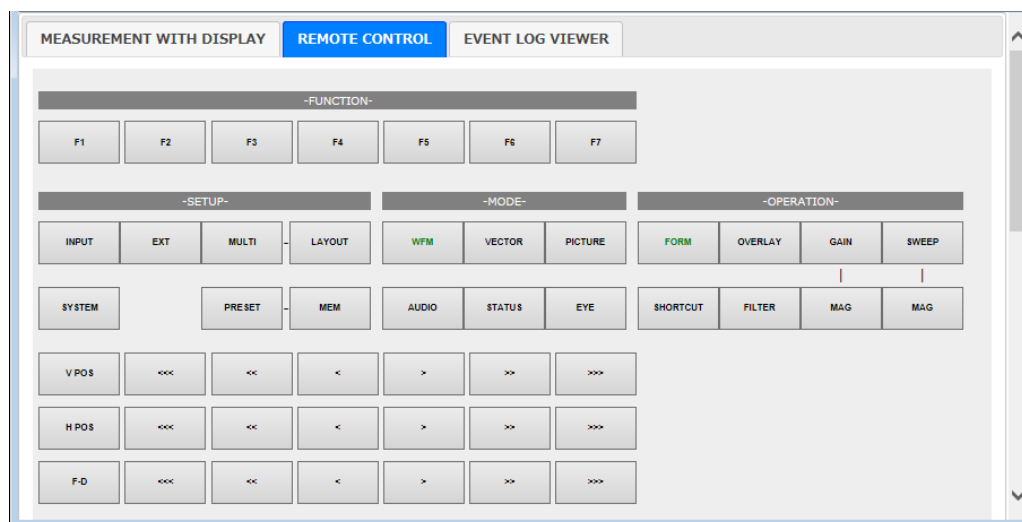 MEASUREMENT WITH DISPLAY REMOTE CONTROL EVENT LOG VIEWER
-FUNCTION-
F1 F2 F3 F4 F5 F6 F7
-SETUP- -MODE- -OPERATION-
INPUT EXT MULTI - LAYOUT WFM VECTOR PICTURE FORM OVERLAY GAIN SWEEP
| |
SYSTEM PRESET - MEM AUDIO STATUS EYE SHORTCUT FILTER MAG MAG
V POS <<< << < > >> >>>
H POS <<< << < > >> >>>
F-D <<< << < > >> >>>